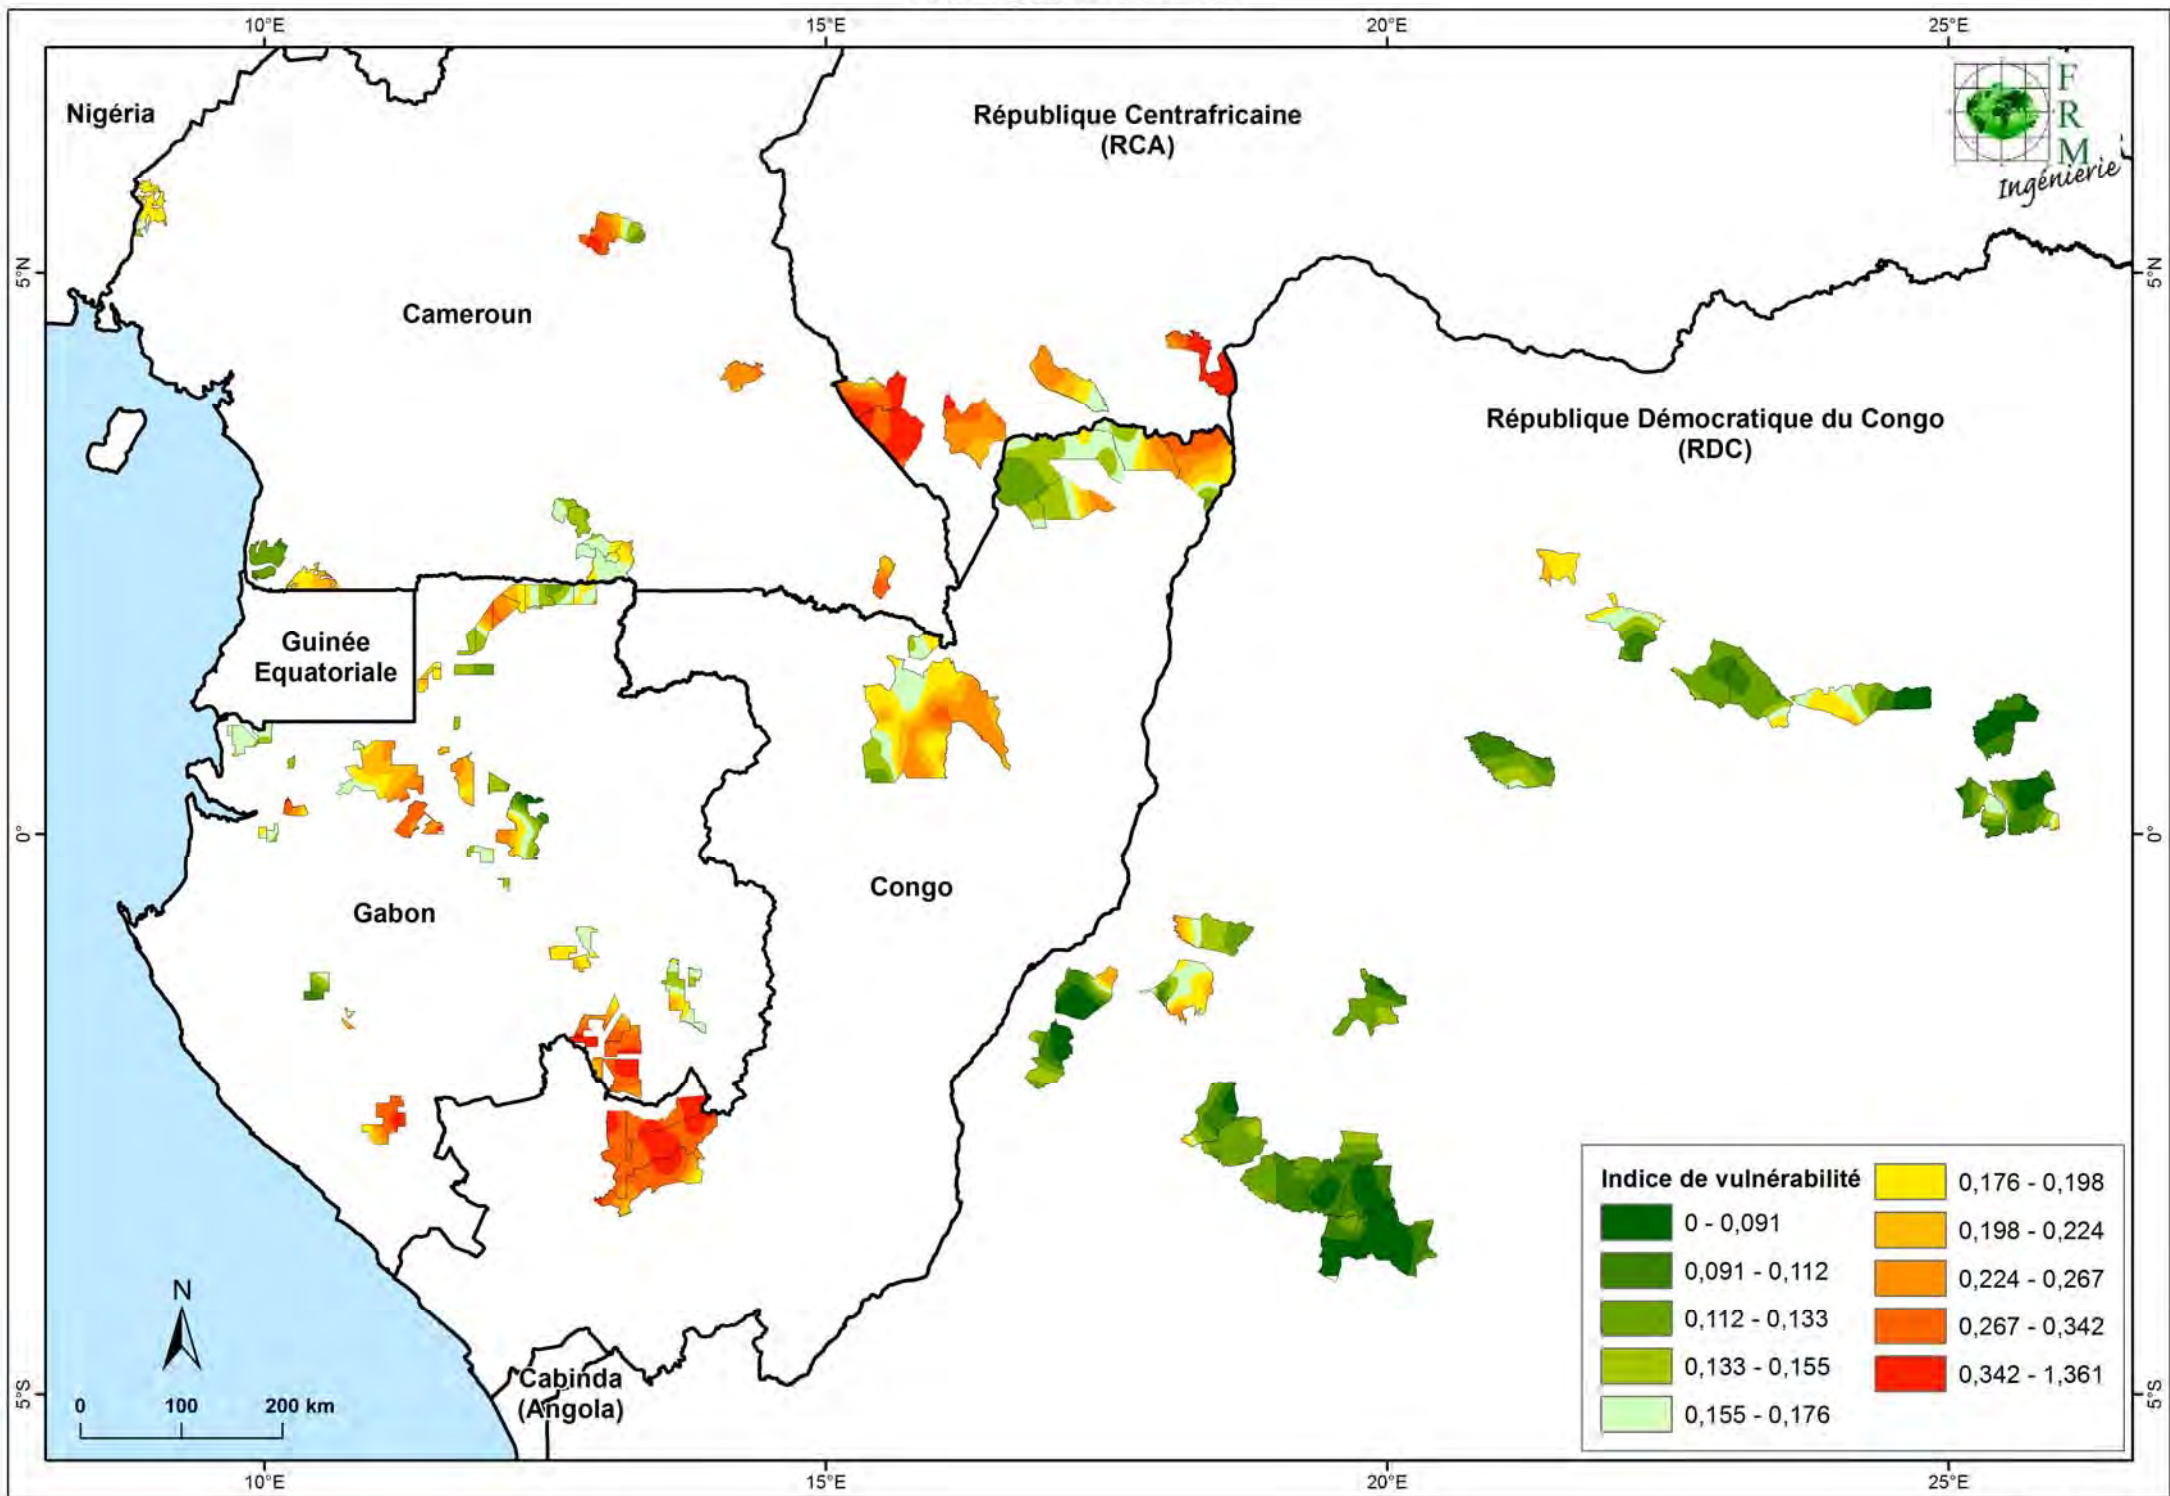 10°E
15°E
20°E
25°E
Nigéria
République Centrafricaine
(RCA)
F
R
M
Ingénierie
5°N
5°N
Cameroun
République Démocratique du Congo
(RDC)
Guinée
Equatoriale
0°
0°
Congo
Gabon
Indice de vulnérabilité
0 - 0,091
0,091 - 0,112
0,112 - 0,133
0,133 - 0,155
0,155 - 0,176
0,176 - 0,198
0,198 - 0,224
0,224 - 0,267
0,267 - 0,342
0,342 - 1,361
N
Cabinda
(Angola)
5°S
5°S
0
100
200 km
10°E
15°E
20°E
25°E